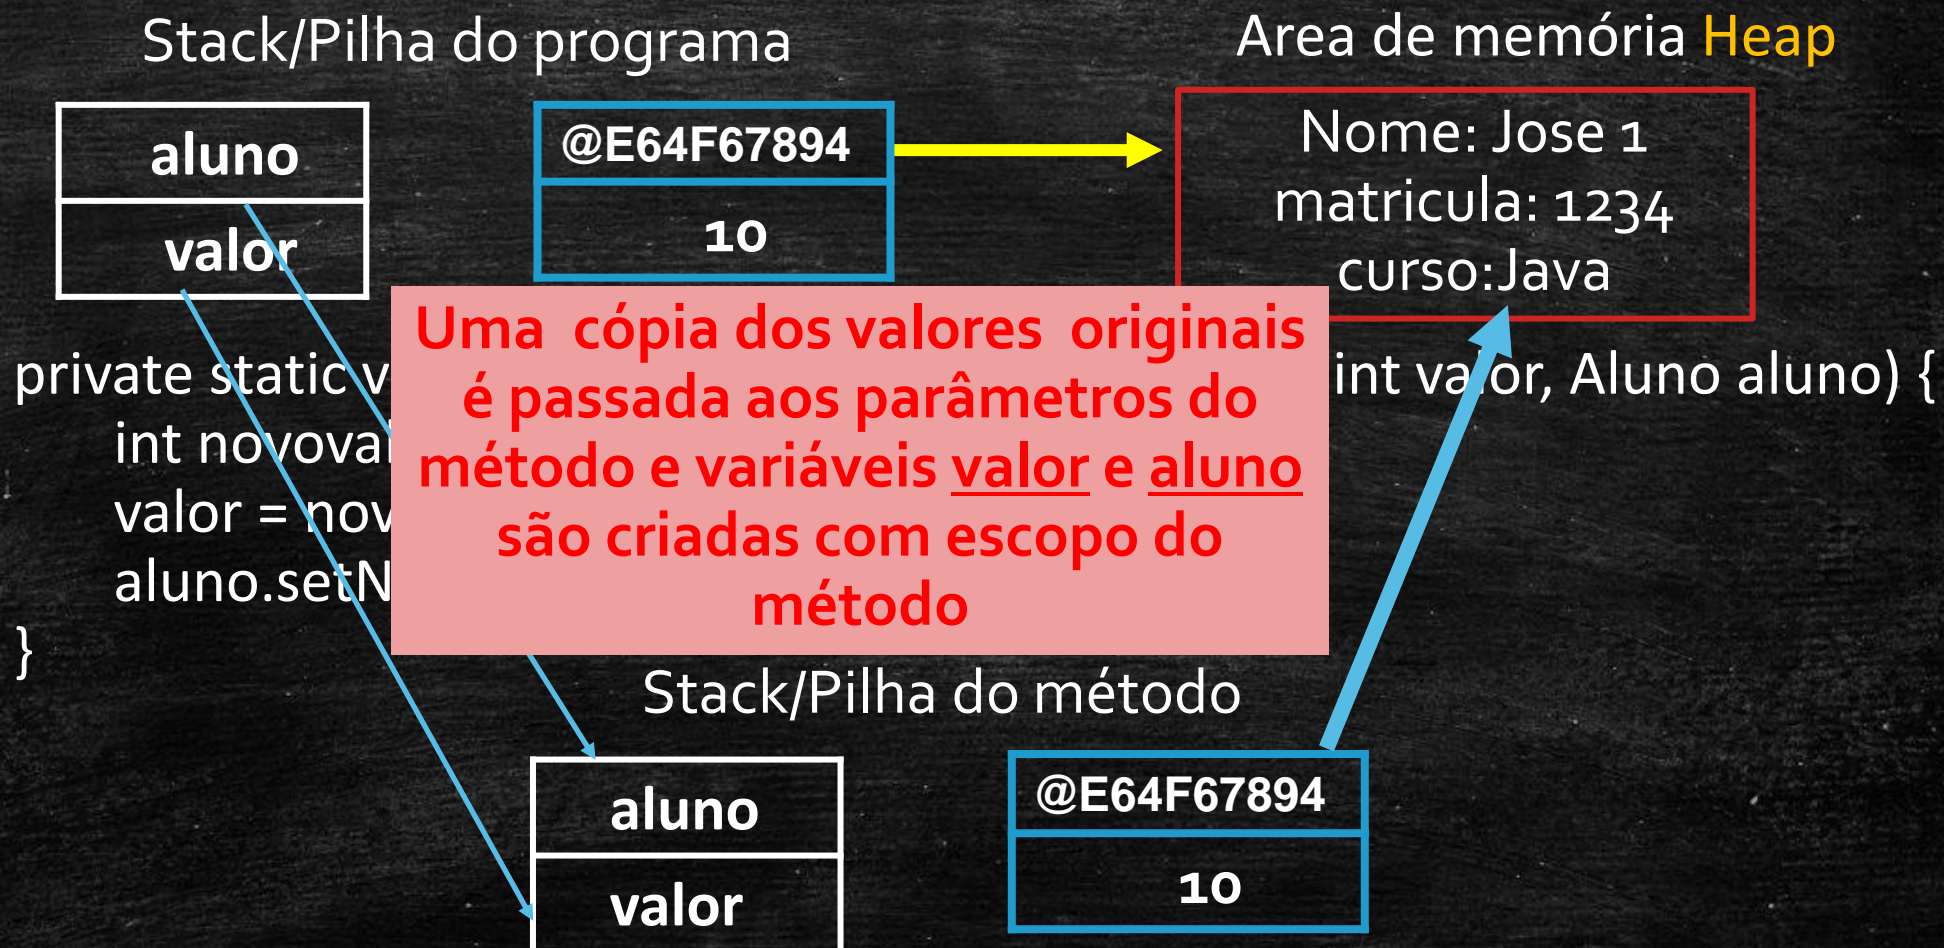 Stack/Pilha do programa
Area de memória Heap
aluno
valor
@E64F67894
10
Nome: Jose 1
matricula: 1234
curso:Java
private static v
int valor, Aluno aluno) {
int novoval
valor = nov
aluno.setN
}
Uma cópia dos valores originais
é passada aos parâmetros do
método e variáveis valor e aluno
são criadas com escopo do
método
Stack/Pilha do método
aluno
valor
@E64F67894
10